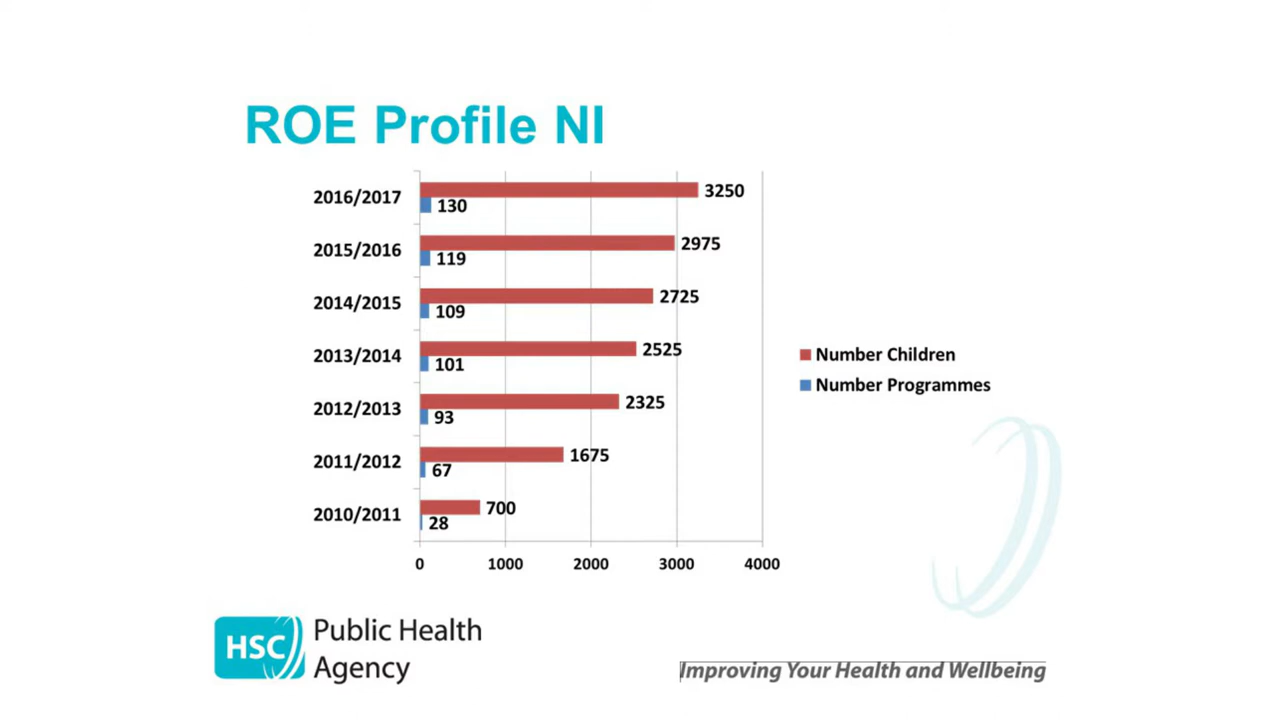 ROE Profile NI
2016/2017
3250
130
2015/2016
2975
119
2014/2015
2725
109
2013/2014
2525
101
2012/2013
2325
93
2011/2012
1675
67
2010/2011
700
28
0 1000 2000 3000 4000
Number Children
Number Programmes
HSC
Public Health
Agency
Improving Your Health and Wellbeing